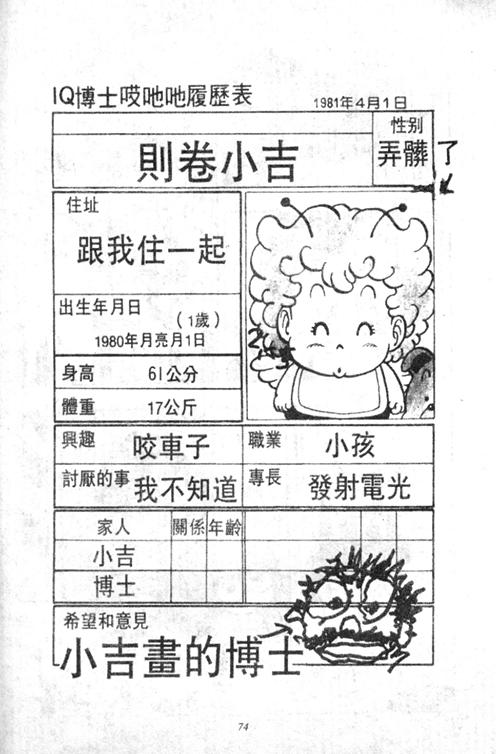 IQ博士哎吔吔履歷表
1981年4月1日
性别
則卷小吉
弄髒了
住址
跟我住一起
出生年月日
(1歲)
1980年月亮月1日
身高 61公分
體重 17公斤
興趣 咬車子
職業 小孩
討厭的事 我不知道
專長 發射電光
家人 關係 年齡
小吉
博士
希望和意見
小吉畫的博士
74